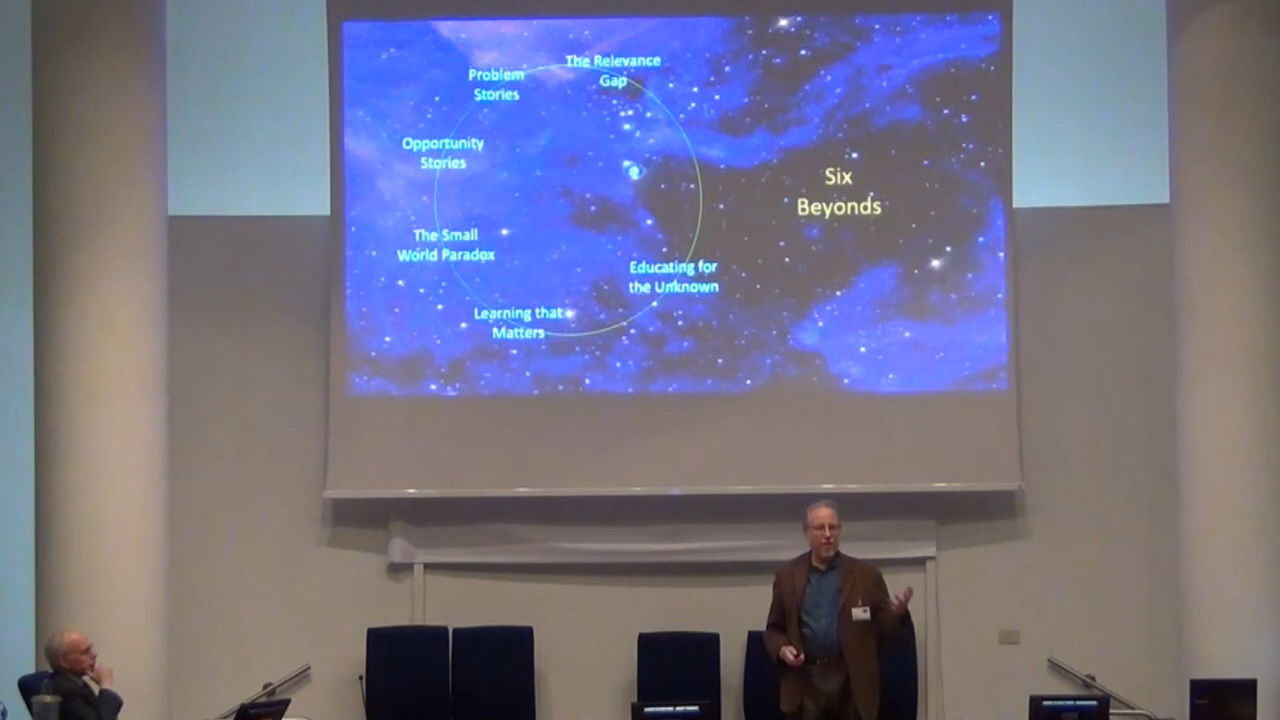 The Relevance
Gap
Problem
Stories
Opportunity
Stories
The Small
World Paradox
Learning that
Matters
Educating for
the Unknown
Six
Beyonds